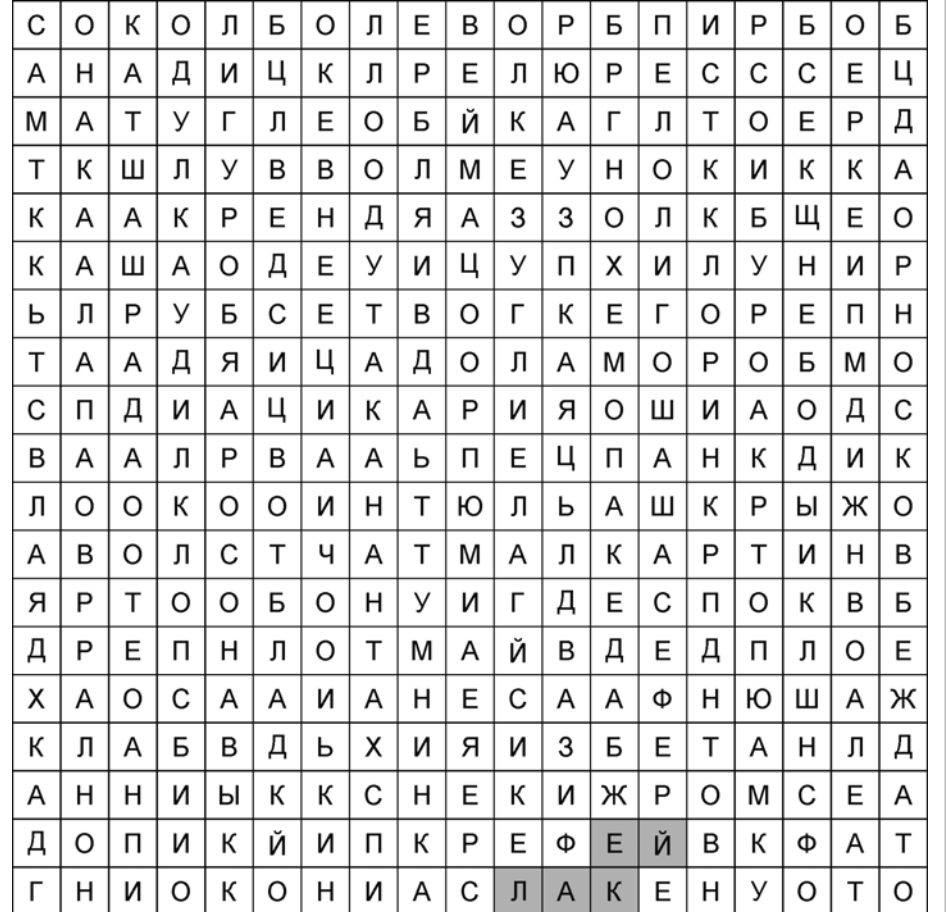 С О К О Л Б О Л Е В О Р Б П И Р Б О Б
А Н А Д И Ц К Л Р Е Л Ю Р Е С С С Е Ц
М А Т У Г Л Е О Б Й К А Г Л Т О Е Р Д
Т К Ш Л У В В О Л М Е У Н О К И К К А
К А А К Р Е Н Д Я А З З О Л К Б Щ Е О
К А Ш А О Д Е У И Ц У П Х И Л У Н И Р
Ь Л Р У Б С Е Т В О Г К Е Г О Р Е П Н
Т А А Д Я И Ц А Д О Л А М О Р О Б М О
С П Д И А Ц И К А Р И Я О Ш И А О Д С
В А А Л Р В А А Ь П Е Ц П А Н К Д И К
Л О О К О О И Н Т Ю Л Ь А Ш К Р Ы Ж О
А В О Л С Т Ч А Т М А Л К А Р Т И Н В
Я Р Т О О Б О Н У И Г Д Е С П О К В Б
Д Р Е П Н Л О Т М А Й В Д Е Д П Л О Е
Х А О С А А И А Н Е С А А Ф Н Ю Ш А Ж
К Л А Б В Д Ь Х И Я И З Б Е Т А Н Л Д
А Н Н И Ы К К С Н Е К И Ж Р О М С Е А
Д О П И К Й И П К Р Е Ф Е Й В К Ф А Т
Г Н И О К О Н И А С Л А К Е Н У О Т О